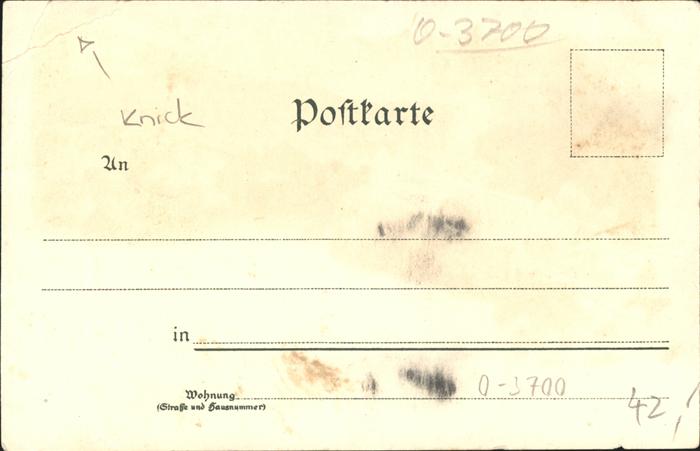 0-3700
Knick
Postkarte
An
in
0-3700
Wohnung
(Straße und Hausnummer)
42,